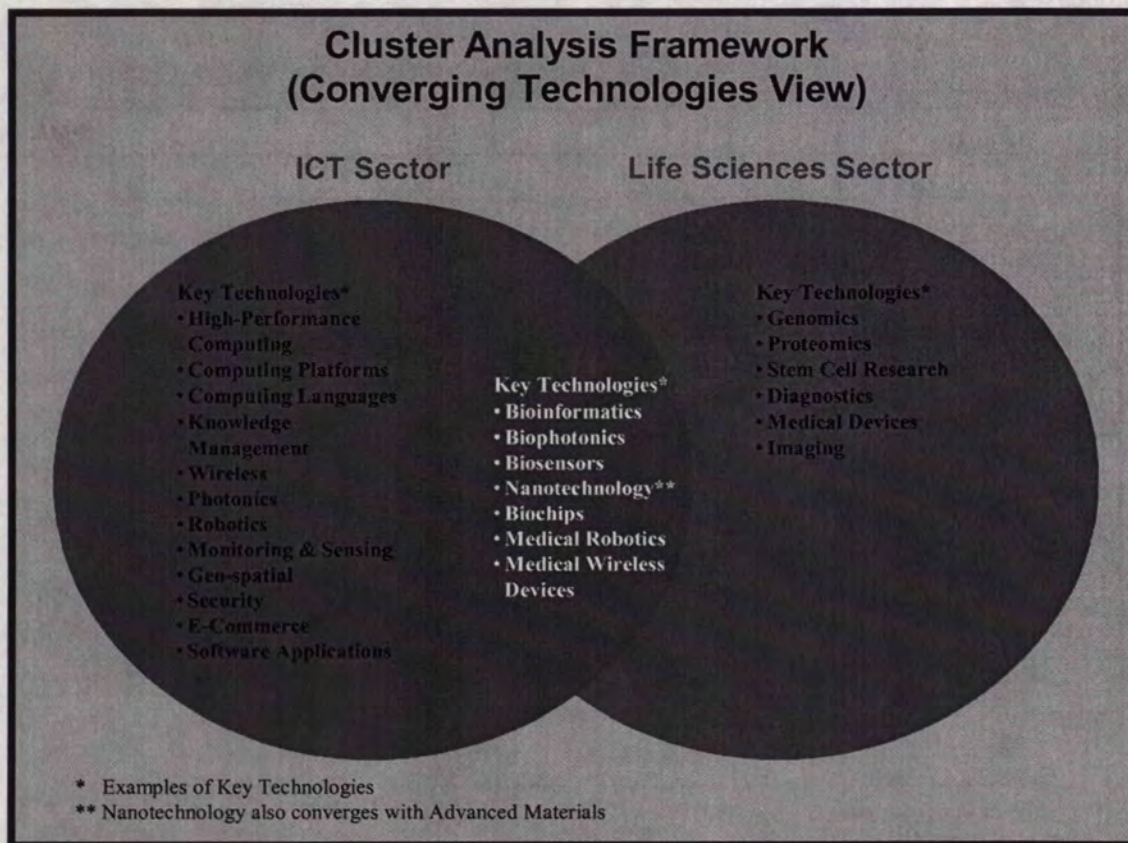 Cluster Analysis Framework
(Converging Technologies View)
ICT Sector
Life Sciences Sector
Key Technologies*
• High-Performance
Computing
• Computing Platforms
• Computing Languages
• Knowledge
Management
• Wireless
• Photonics
• Robotics
• Monitoring & Sensing
• Geo-spatial
• Security
• E-Commerce
• Software Applications
Key Technologies*
• Bioinformatics
• Biophotonics
• Biosensors
• Nanotechnology**
• Biochips
• Medical Robotics
• Medical Wireless
Devices
Key Technologies*
• Genomics
• Proteomics
• Stem Cell Research
• Diagnostics
• Medical Devices
• Imaging
* Examples of Key Technologies
** Nanotechnology also converges with Advanced Materials